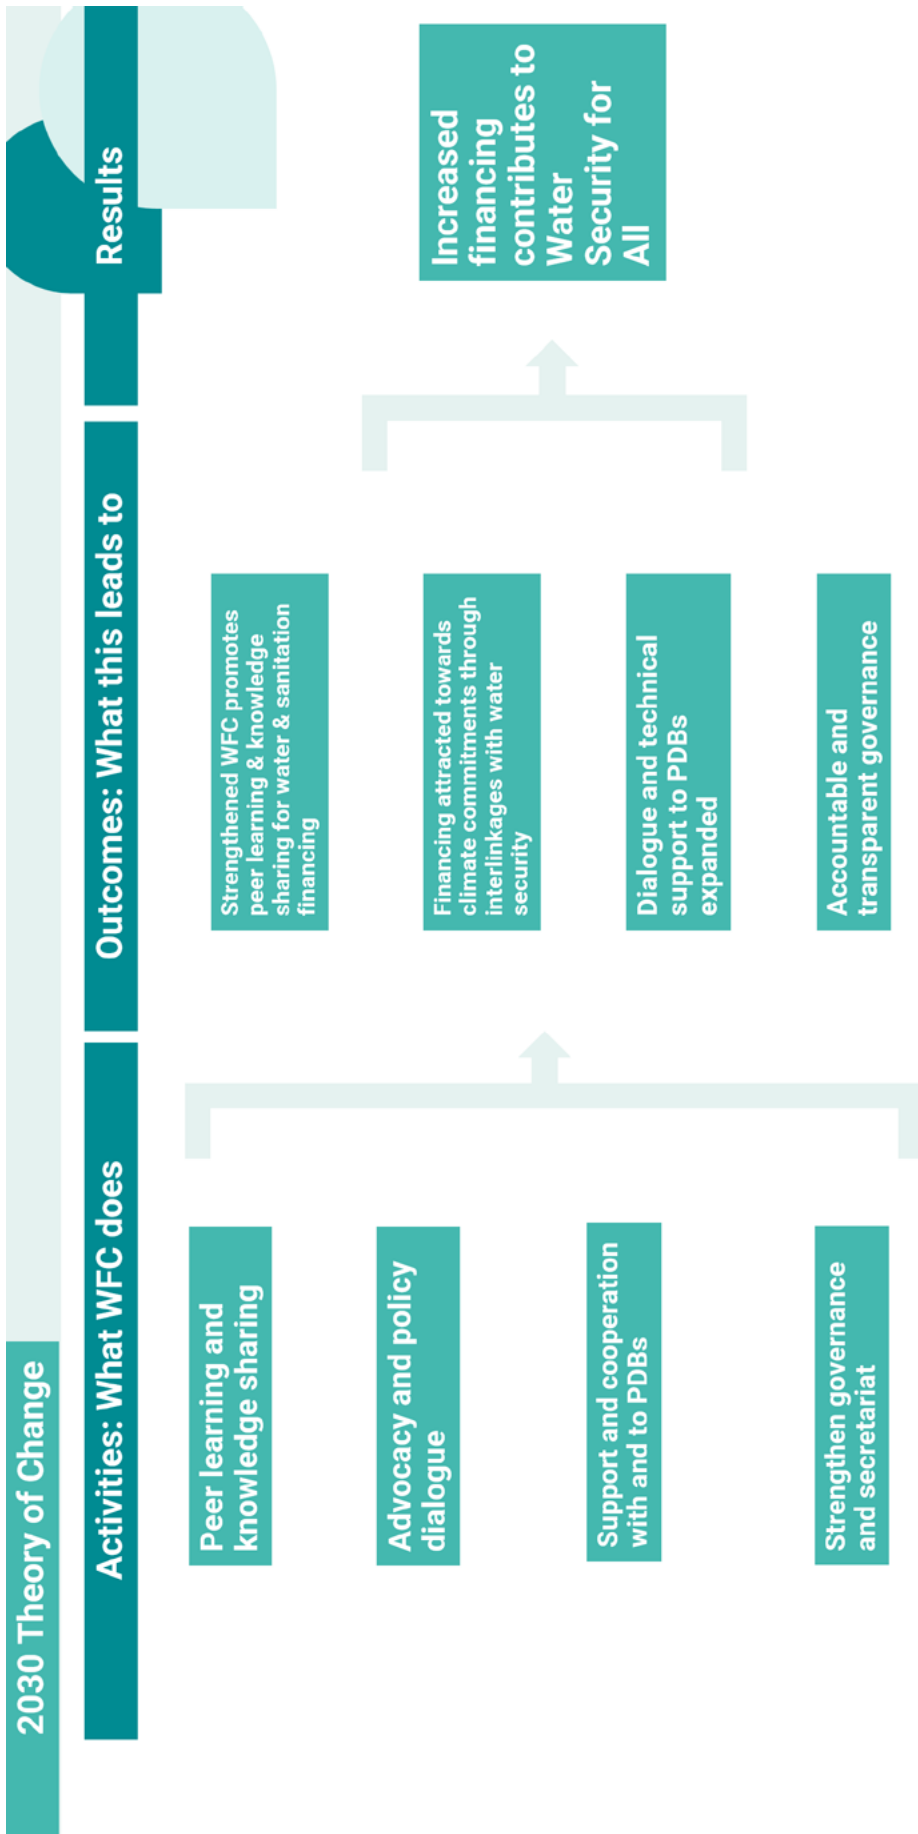 2030 Theory of Change
Activities: What WFC does
Outcomes: What this leads to
Results
Peer learning and
knowledge sharing
Advocacy and policy
dialogue
Support and cooperation
with and to PDBs
Strengthen governance
and secretariat
Strengthened WFC promotes
peer learning & knowledge
sharing for water & sanitation
financing
Financing attracted towards
climate commitments through
interlinkages with water
security
Dialogue and technical
support to PDBs
expanded
Accountable and
transparent governance
Increased
financing
contributes to
Water
Security for
All